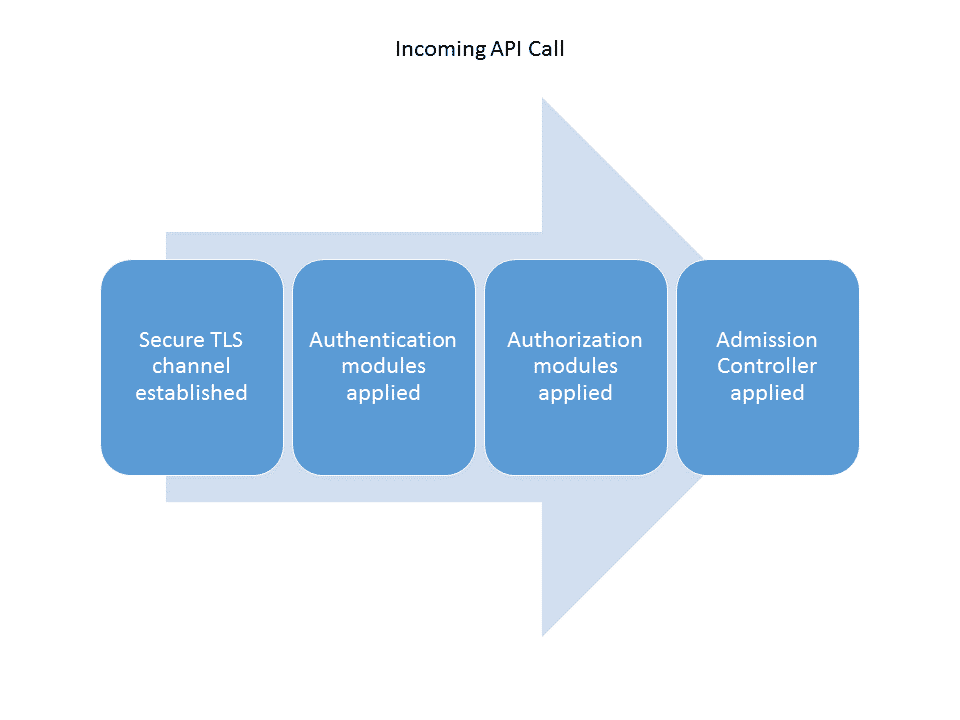 Incoming API Call
Secure TLS
channel
established
Authentication
modules
applied
Authorization
modules
applied
Admission
Controller
applied